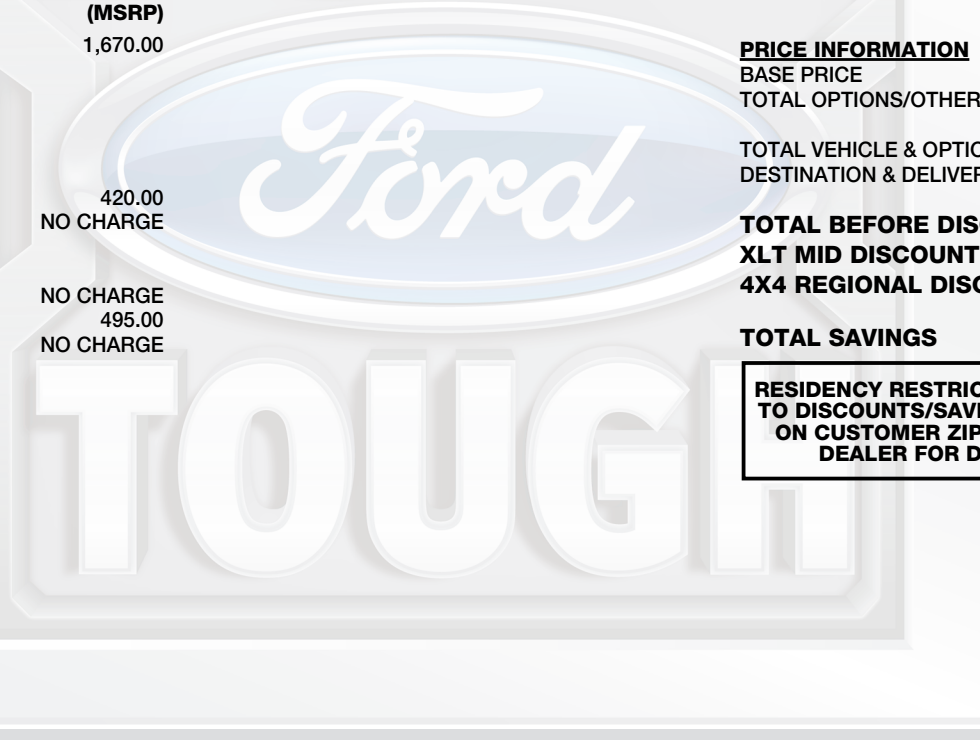 (MSRP)
1,670.00
420.00
NO CHARGE
NO CHARGE
495.00
NO CHARGE
PRICE INFORMATION
BASE PRICE
TOTAL OPTIONS/OTHER
TOTAL VEHICLE & OPTIO
DESTINATION & DELIVER
TOTAL BEFORE DISC
XLT MID DISCOUNT
4X4 REGIONAL DISC
TOTAL SAVINGS
RESIDENCY RESTRIC
TO DISCOUNTS/SAVI
ON CUSTOMER ZIP
DEALER FOR D
Ford
TOUGH